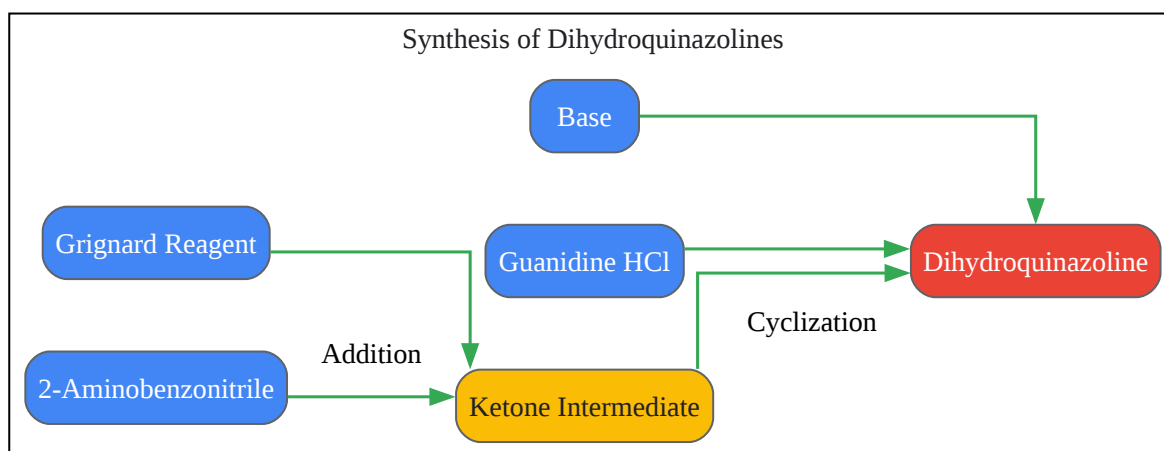 Synthesis of Dihydroquinazolines
Base
Grignard Reagent
Guanidine HCl
Dihydroquinazoline
Cyclization
Addition
2-Aminobenzonitrile
Ketone Intermediate